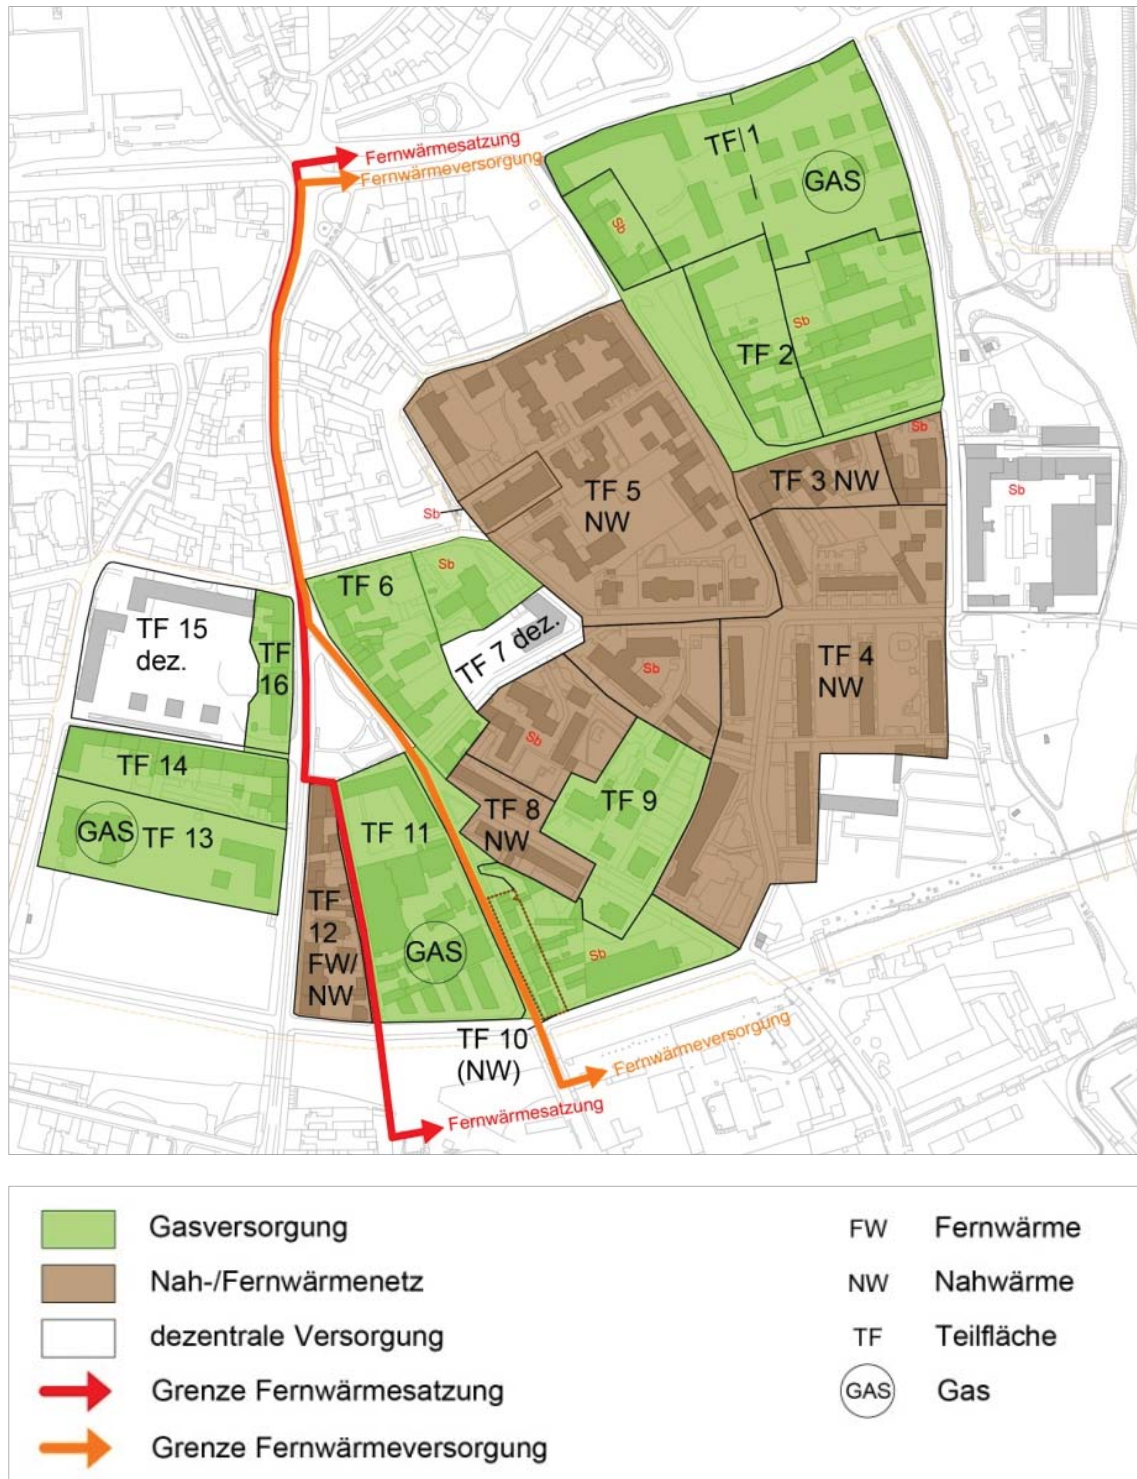 Fernwärmesatzung
Fernwärmeversorgung
TF 1
GAS
Sb
Sb
TF 2
Sb
TF 3 NW
Sb
TF 5
NW
Sb
TF 6
Sb
TF 15
dez.
TF
16
TF 7 dez.
TF 4
NW
Sb
Sb
TF 14
GAS
TF 13
TF 11
TF 8
NW
TF 9
TF
12
FW/
NW
GAS
Sb
TF 10
(NW)
Fernwärmeversorgung
Fernwärmesatzung
Gasversorgung
Nah-/Fernwärmenetz
dezentrale Versorgung
Grenze Fernwärmesatzung
Grenze Fernwärmeversorgung
FW Fernwärme
NW Nahwärme
TF Teilfläche
GAS Gas